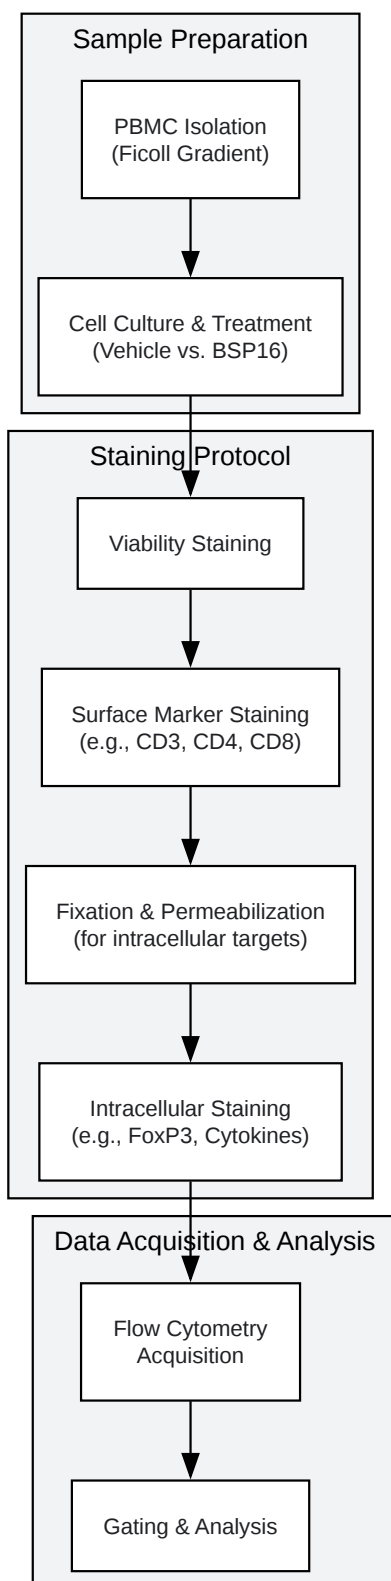 Sample Preparation
PBMC Isolation
(Ficoll Gradient)
Cell Culture & Treatment
(Vehicle vs. BSP16)
Staining Protocol
Viability Staining
Surface Marker Staining
(e.g., CD3, CD4, CD8)
Fixation & Permeabilization
(for intracellular targets)
Intracellular Staining
(e.g., FoxP3, Cytokines)
Data Acquisition & Analysis
Flow Cytometry
Acquisition
Gating & Analysis